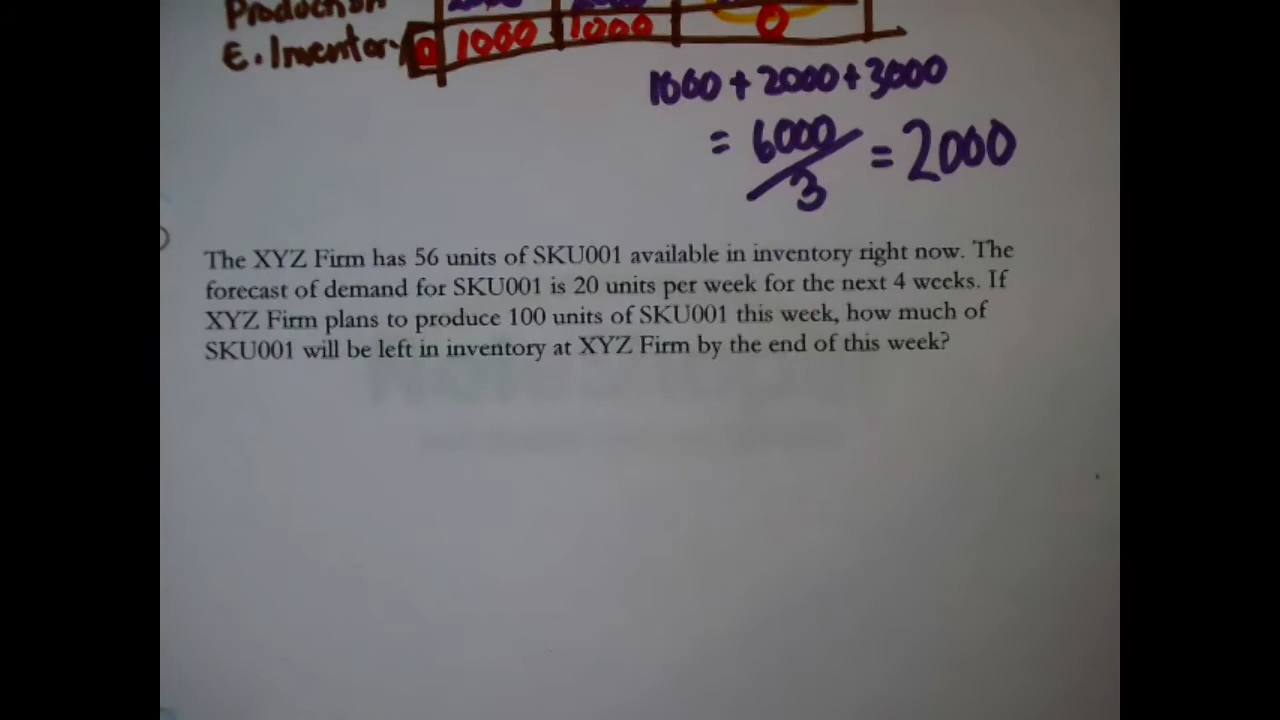 Production
E. Inventory 0 1000 1000 0
1000 + 2000 + 3000
= 6000/3 = 2000
The XYZ Firm has 56 units of SKU001 available in inventory right now. The
forecast of demand for SKU001 is 20 units per week for the next 4 weeks. If
XYZ Firm plans to produce 100 units of SKU001 this week, how much of
SKU001 will be left in inventory at XYZ Firm by the end of this week?